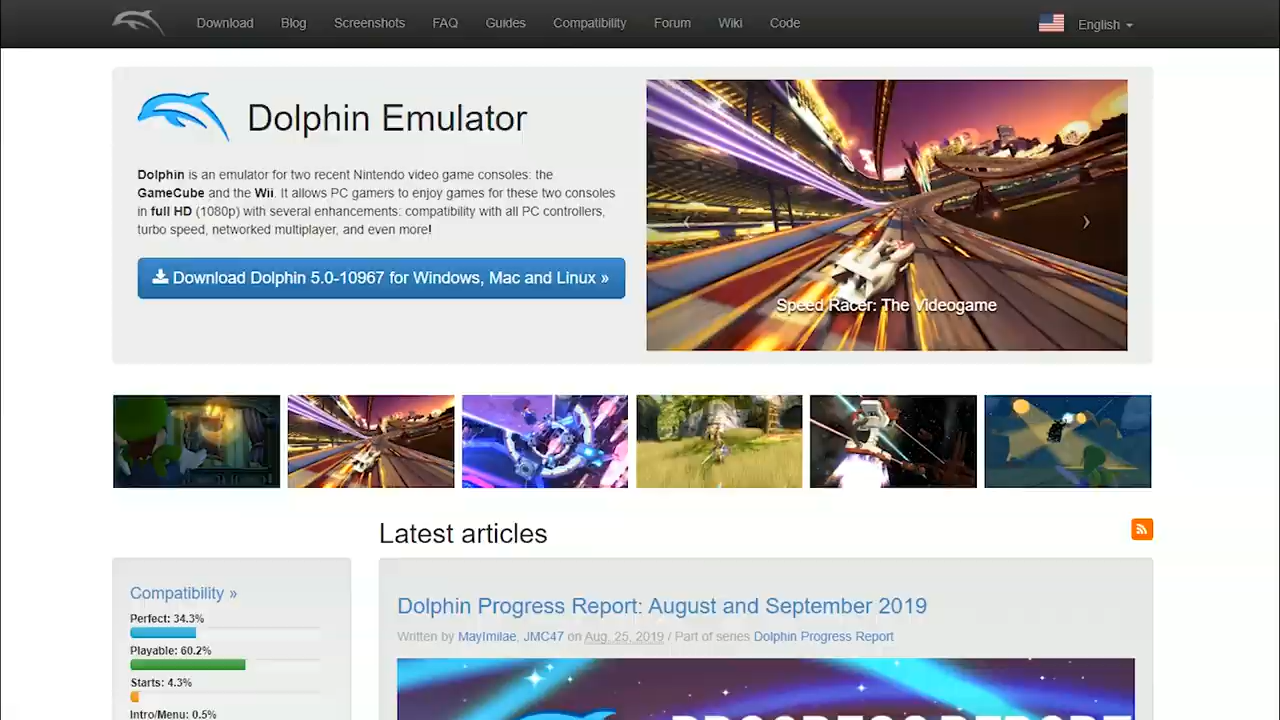 Download Blog Screenshots FAQ Guides Compatibility Forum Wiki Code English
Dolphin Emulator
Dolphin is an emulator for two recent Nintendo video game consoles: the
GameCube and the Wii. It allows PC gamers to enjoy games for these two consoles
in full HD (1080p) with several enhancements: compatibility with all PC controllers,
turbo speed, networked multiplayer, and even more!
Download Dolphin 5.0-10967 for Windows, Mac and Linux »
Speed Racer: The Videogame
Latest articles
Compatibility »
Perfect: 34.3%
Playable: 60.2%
Starts: 4.3%
Intro/Menu: 0.5%
Dolphin Progress Report: August and September 2019
Written by MayImilae, JMC47 on Aug. 25, 2019 / Part of series Dolphin Progress Report
PROGRESS REPORT